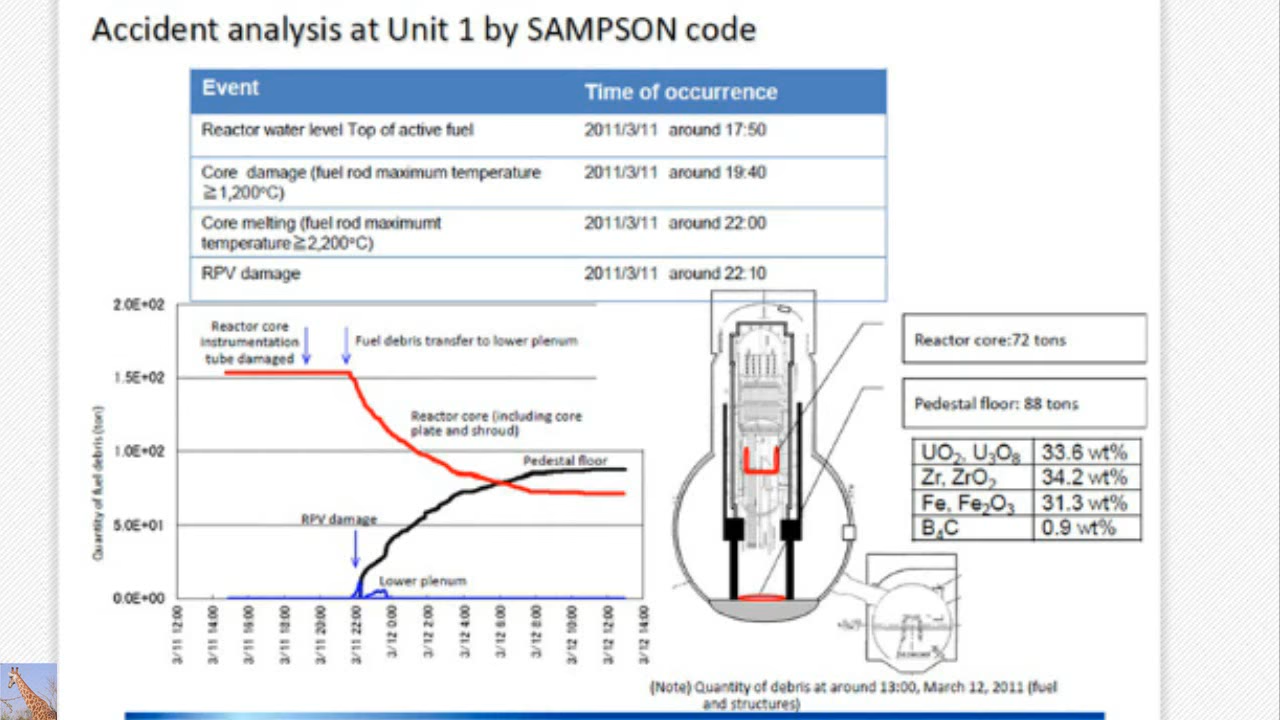 Accident analysis at Unit 1 by SAMPSON code
Event Time of occurrence
Reactor water level Top of active fuel 2011/3/11 around 17:50
Core damage (fuel rod maximum temperature 2011/3/11 around 19:40
≧1,200°C)
Core melting (fuel rod maximumt 2011/3/11 around 22:00
temperature≧2,200°C)
RPV damage 2011/3/11 around 22:10
2.0E+02
1.5E+02
1.0E+02
5.0E+01
0.0E+00
Quantity of fuel debris (ton)
Reactor core
instrumentation
tube damaged
Fuel debris transfer to lower plenum
Reactor core (including core
plate and shroud)
Pedestal floor
RPV damage
Lower plenum
3/11 12:00
3/11 14:00
3/11 16:00
3/11 18:00
3/11 20:00
3/11 22:00
3/12 0:00
3/12 2:00
3/12 4:00
3/12 6:00
3/12 8:00
3/12 10:00
3/12 12:00
3/12 14:00
Reactor core:72 tons
Pedestal floor: 88 tons
UO₂, U₃O₈ 33.6 wt%
Zr, ZrO₂ 34.2 wt%
Fe, Fe₂O₃ 31.3 wt%
B₄C 0.9 wt%
(Note) Quantity of debris at around 13:00, March 12, 2011 (fuel
and structures)